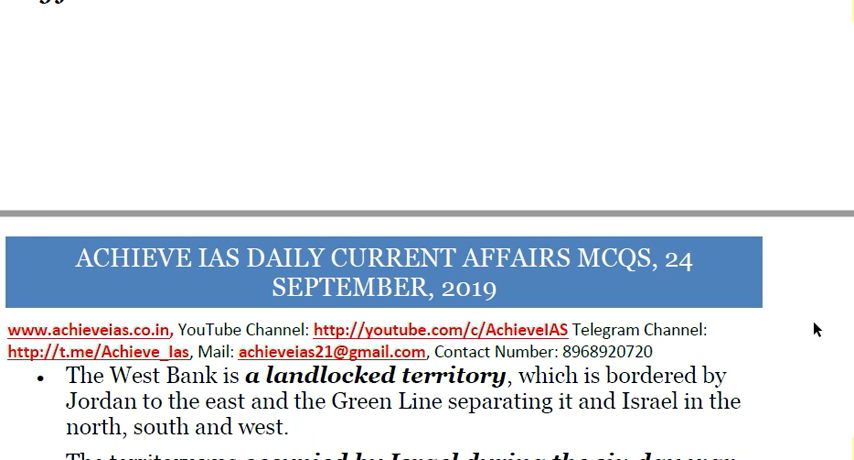 ACHIEVE IAS DAILY CURRENT AFFAIRS MCQS, 24
SEPTEMBER, 2019
www.achieveias.co.in, YouTube Channel: http://youtube.com/c/AchieveIAS Telegram Channel:
http://t.me/Achieve_Ias, Mail: achieveias21@gmail.com, Contact Number: 8968920720
• The West Bank is a landlocked territory, which is bordered by
Jordan to the east and the Green Line separating it and Israel in the
north, south and west.